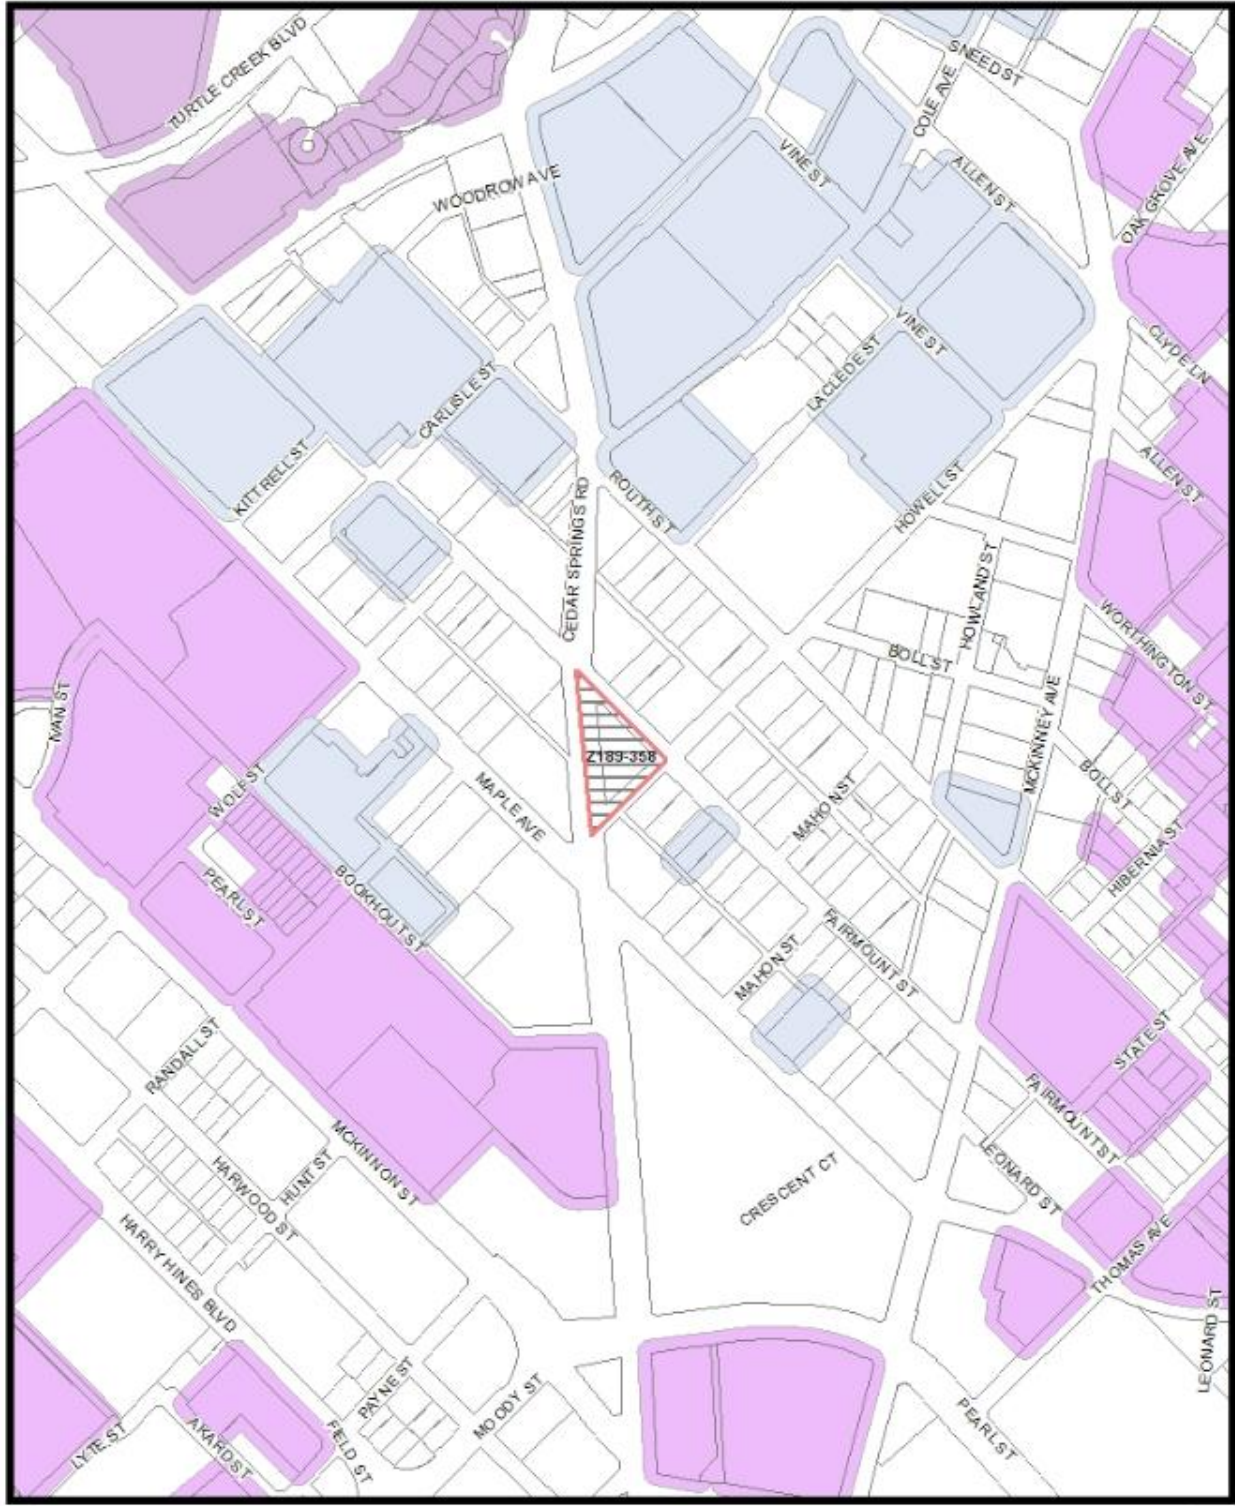 TURTLE CREEK BLVD
SNEED ST
COLE AVE
WOODROW AVE
VINE ST
ALLEN ST
OAK GROVE AVE
VINE ST
CLYDE LN
LACLEDE ST
CARLISLE ST
KITTRELL ST
ALLEN ST
ROUTH ST
HOWELL ST
CEDAR SPRINGS RD
HOWLAND ST
WORTHINGTON ST
BOLL ST
IVAN ST
MCKINNEY AVE
Z189-358
WOLF ST
MAPLE AVE
MAHON ST
BOLL ST
HIBERNIA ST
PEARL ST
BOOKHOUT ST
FAIRMOUNT ST
MAHON ST
RANDALL ST
STATE ST
FAIRMOUNT ST
MCKINNON ST
HUNT ST
HARWOOD ST
LEONARD ST
CRESCENT CT
THOMAS AVE
HARRY HINES BLVD
LEONARD ST
PAYNE ST
MOODY ST
PEARL ST
LYTE ST
AKARD ST
FIELD ST